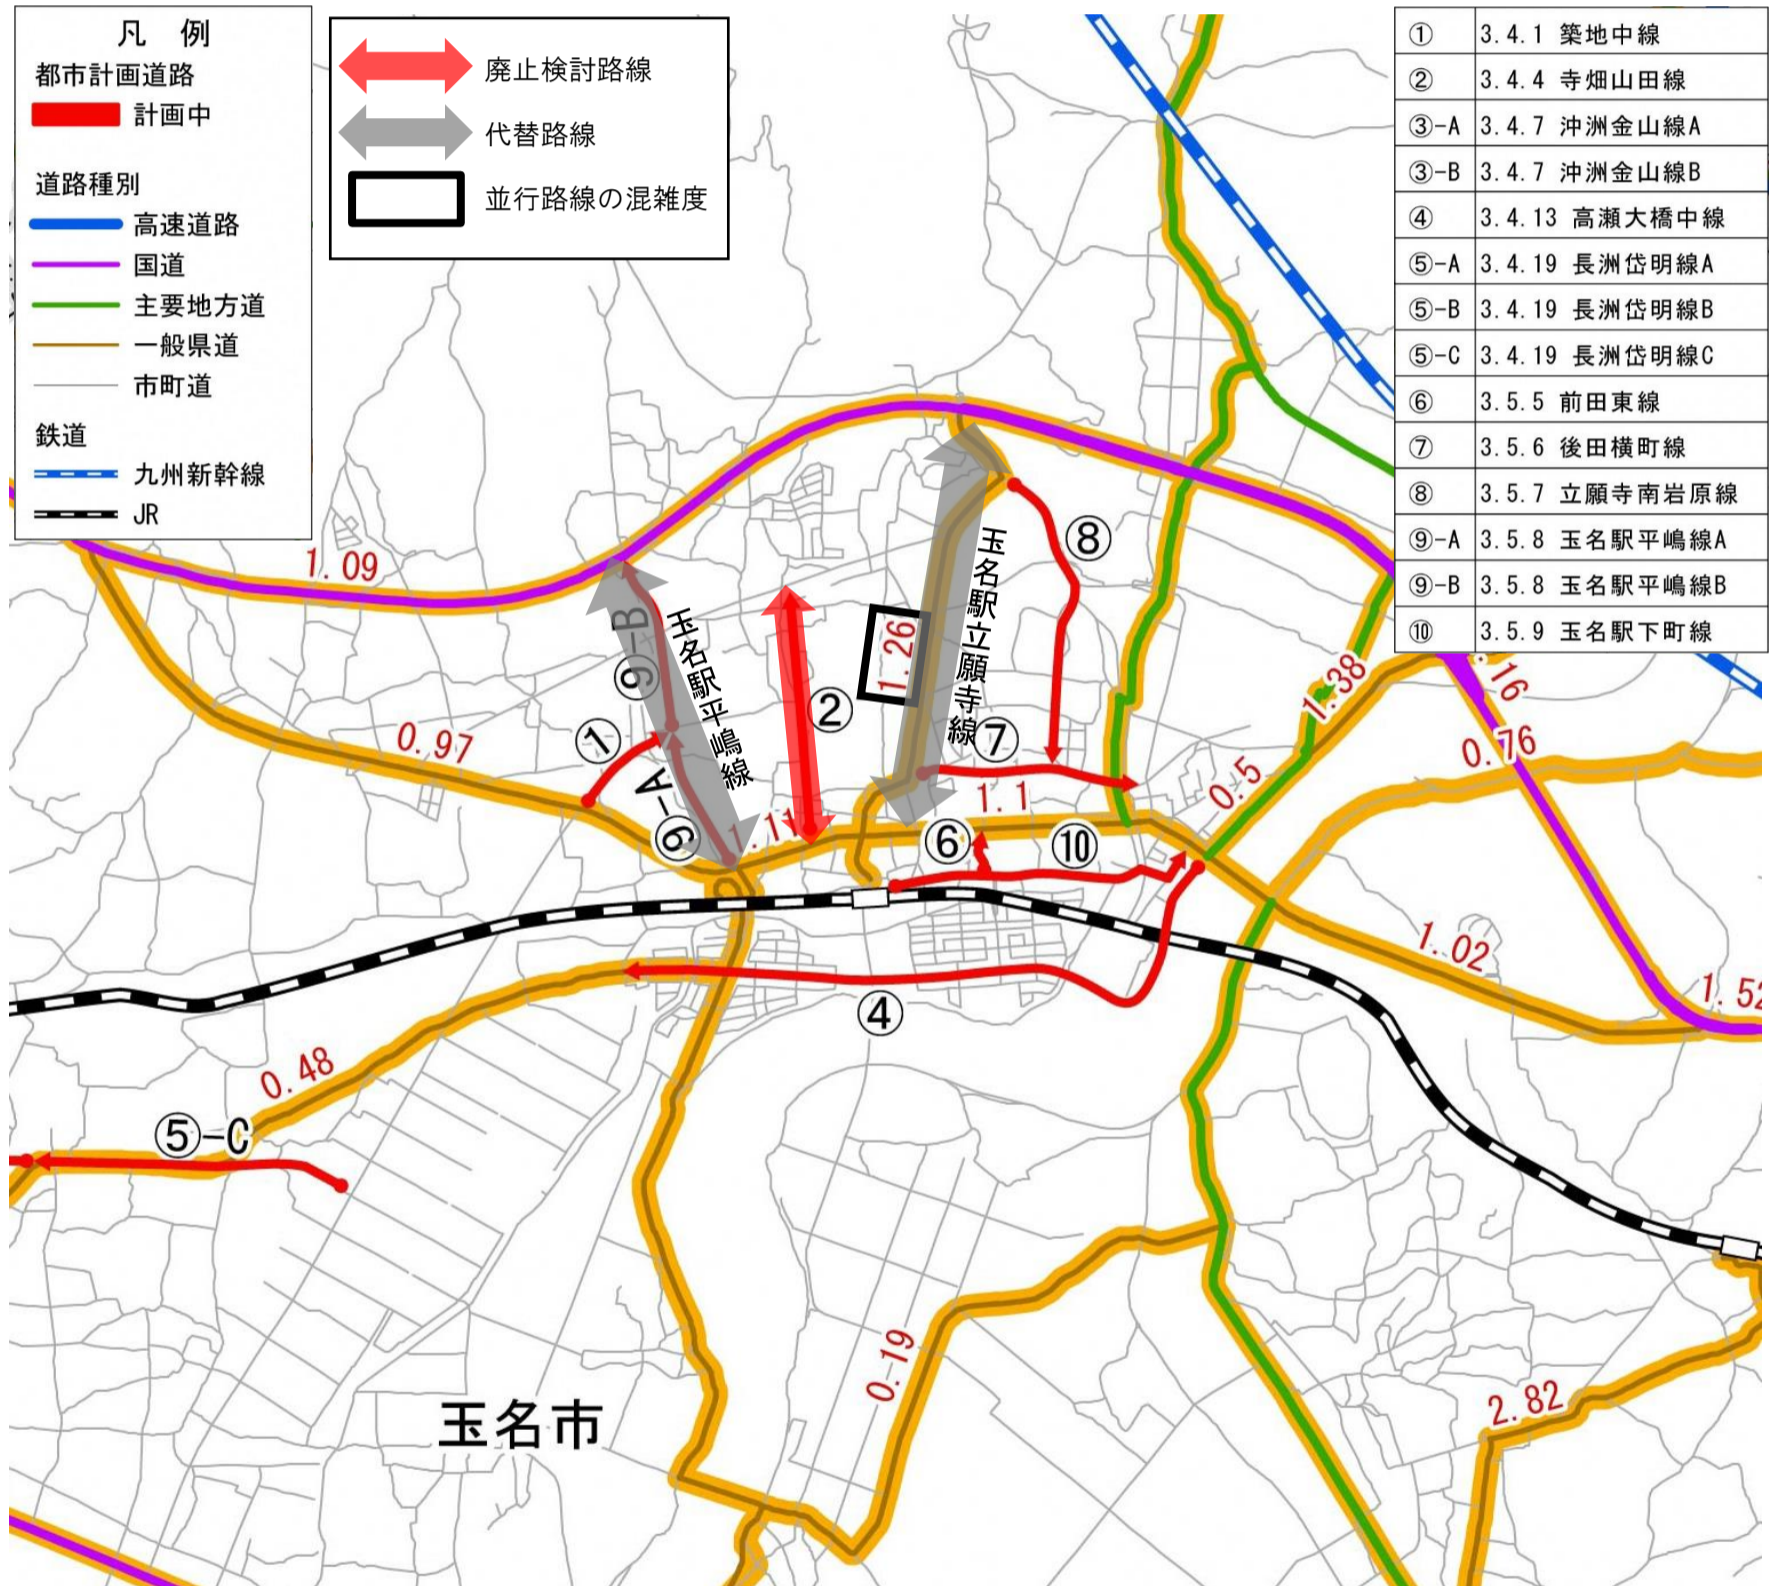 凡 例
都市計画道路
計画中
道路種別
高速道路
国道
主要地方道
一般県道
市町道
鉄道
九州新幹線
JR
廃止検討路線
代替路線
並行路線の混雑度
① 3.4.1 築地中線
② 3.4.4 寺畑山田線
③-A 3.4.7 沖洲金山線A
③-B 3.4.7 沖洲金山線B
④ 3.4.13 高瀬大橋中線
⑤-A 3.4.19 長洲岱明線A
⑤-B 3.4.19 長洲岱明線B
⑤-C 3.4.19 長洲岱明線C
⑥ 3.5.5 前田東線
⑦ 3.5.6 後田横町線
⑧ 3.5.7 立願寺南岩原線
⑨-A 3.5.8 玉名駅平嶋線A
⑨-B 3.5.8 玉名駅平嶋線B
⑩ 3.5.9 玉名駅下町線
1.09
⑧
⑨-B
玉名駅平嶋線
1.26
玉名駅立願寺線
②
①
0.97
⑦
1.38
.16
0.76
⑨-A
1.11
1.1
0.5
⑥
⑩
1.02
1.52
④
0.48
⑤-C
0.19
2.82
玉名市